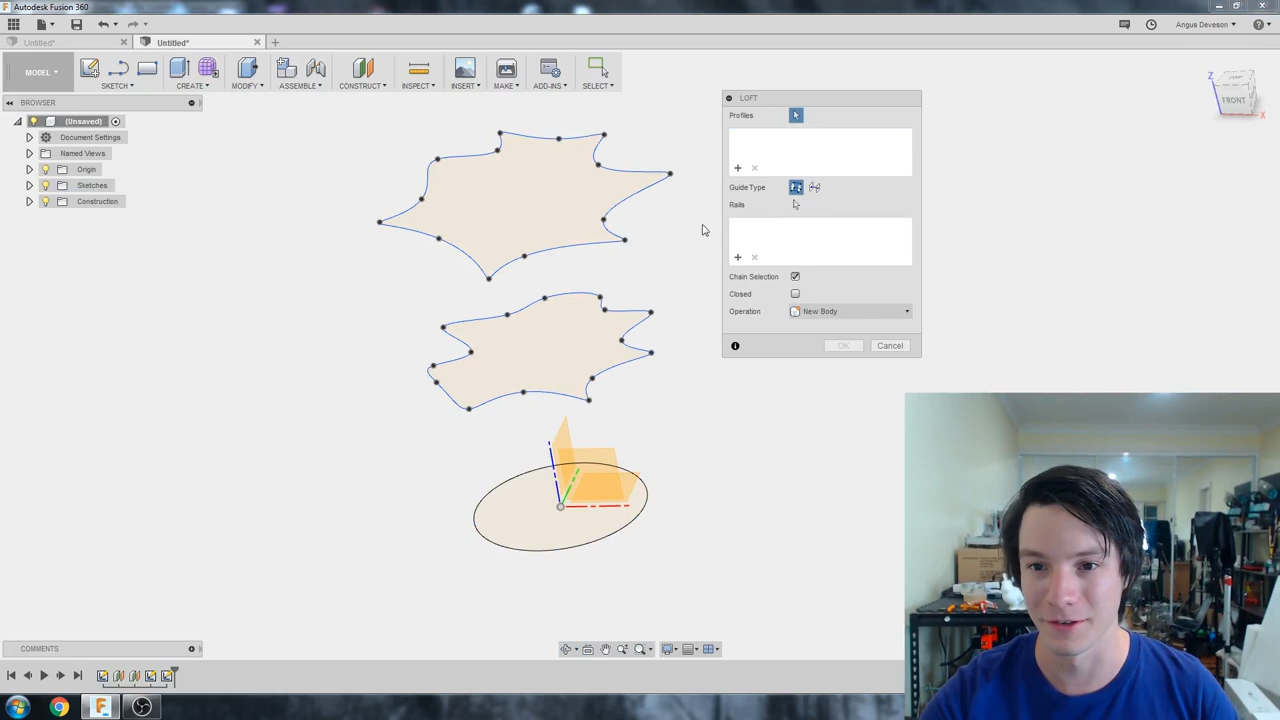 Autodesk Fusion 360
Angus Deveson
Untitled*
Untitled*
MODEL
SKETCH
CREATE
MODIFY
ASSEMBLE
CONSTRUCT
INSPECT
INSERT
MAKE
ADD-INS
SELECT
BROWSER
(Unsaved)
Document Settings
Named Views
Origin
Sketches
Construction
Z
TOP
FRONT
X
LOFT
Profiles
Guide Type
Rails
Chain Selection
Closed
Operation
New Body
OK
Cancel
COMMENTS